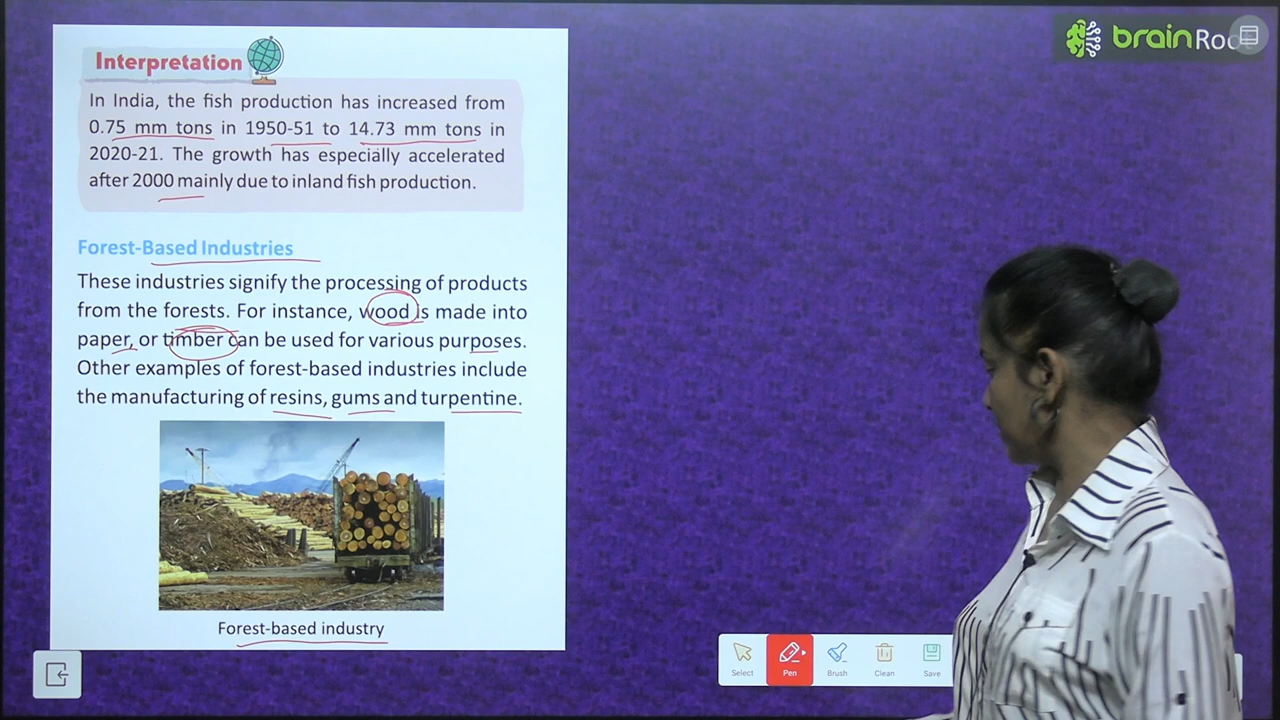 Interpretation
In India, the fish production has increased from
0.75 mm tons in 1950-51 to 14.73 mm tons in
2020-21. The growth has especially accelerated
after 2000 mainly due to inland fish production.
Forest-Based Industries
These industries signify the processing of products
from the forests. For instance, wood is made into
paper, or timber can be used for various purposes.
Other examples of forest-based industries include
the manufacturing of resins, gums and turpentine.
Forest-based industry
brain
Select Pen Brush Clean Save